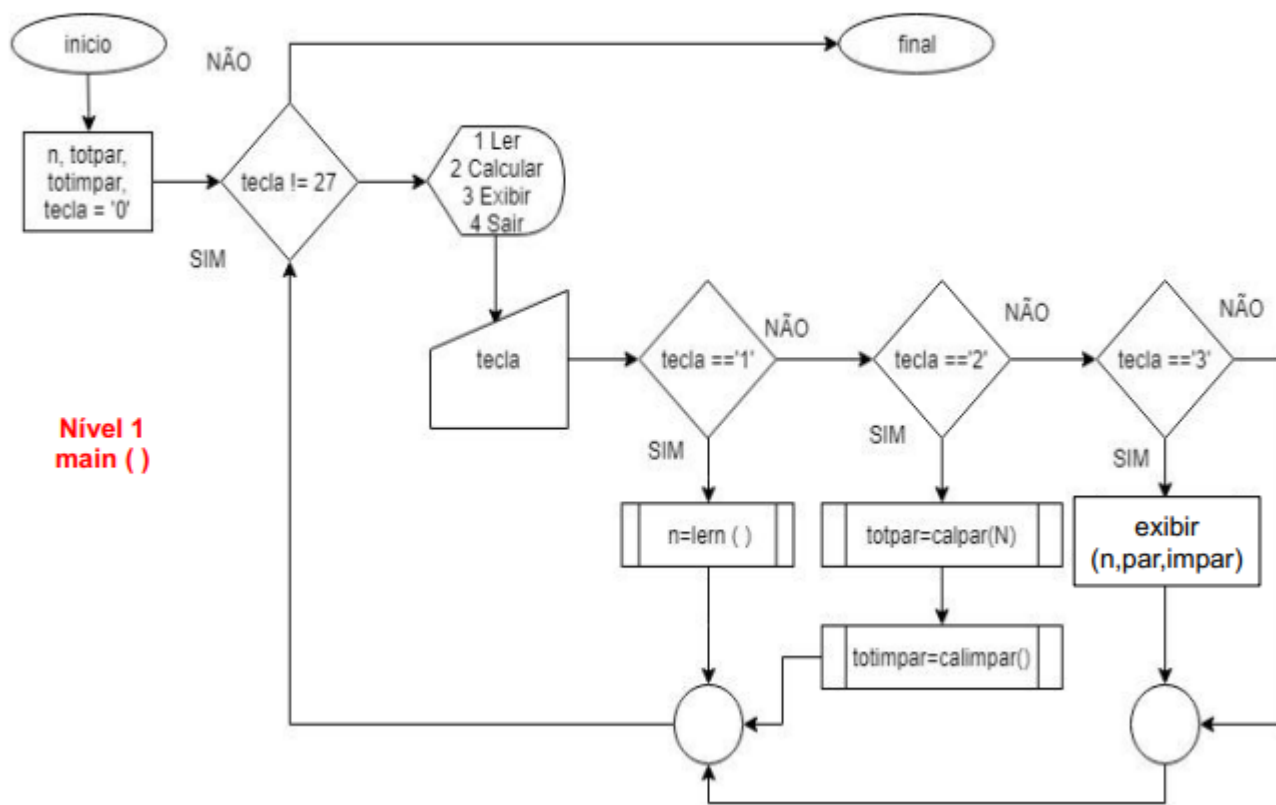 inicio
NÃO
final
n, totpar,
totimpar,
tecla = '0'
tecla != 27
1 Ler
2 Calcular
3 Exibir
4 Sair
SIM
tecla
tecla =='1'
NÃO
tecla =='2'
NÃO
tecla =='3'
NÃO
Nível 1
main ( )
SIM
SIM
SIM
n=lern ( )
totpar=calpar(N)
exibir
(n,par,impar)
totimpar=calimpar()